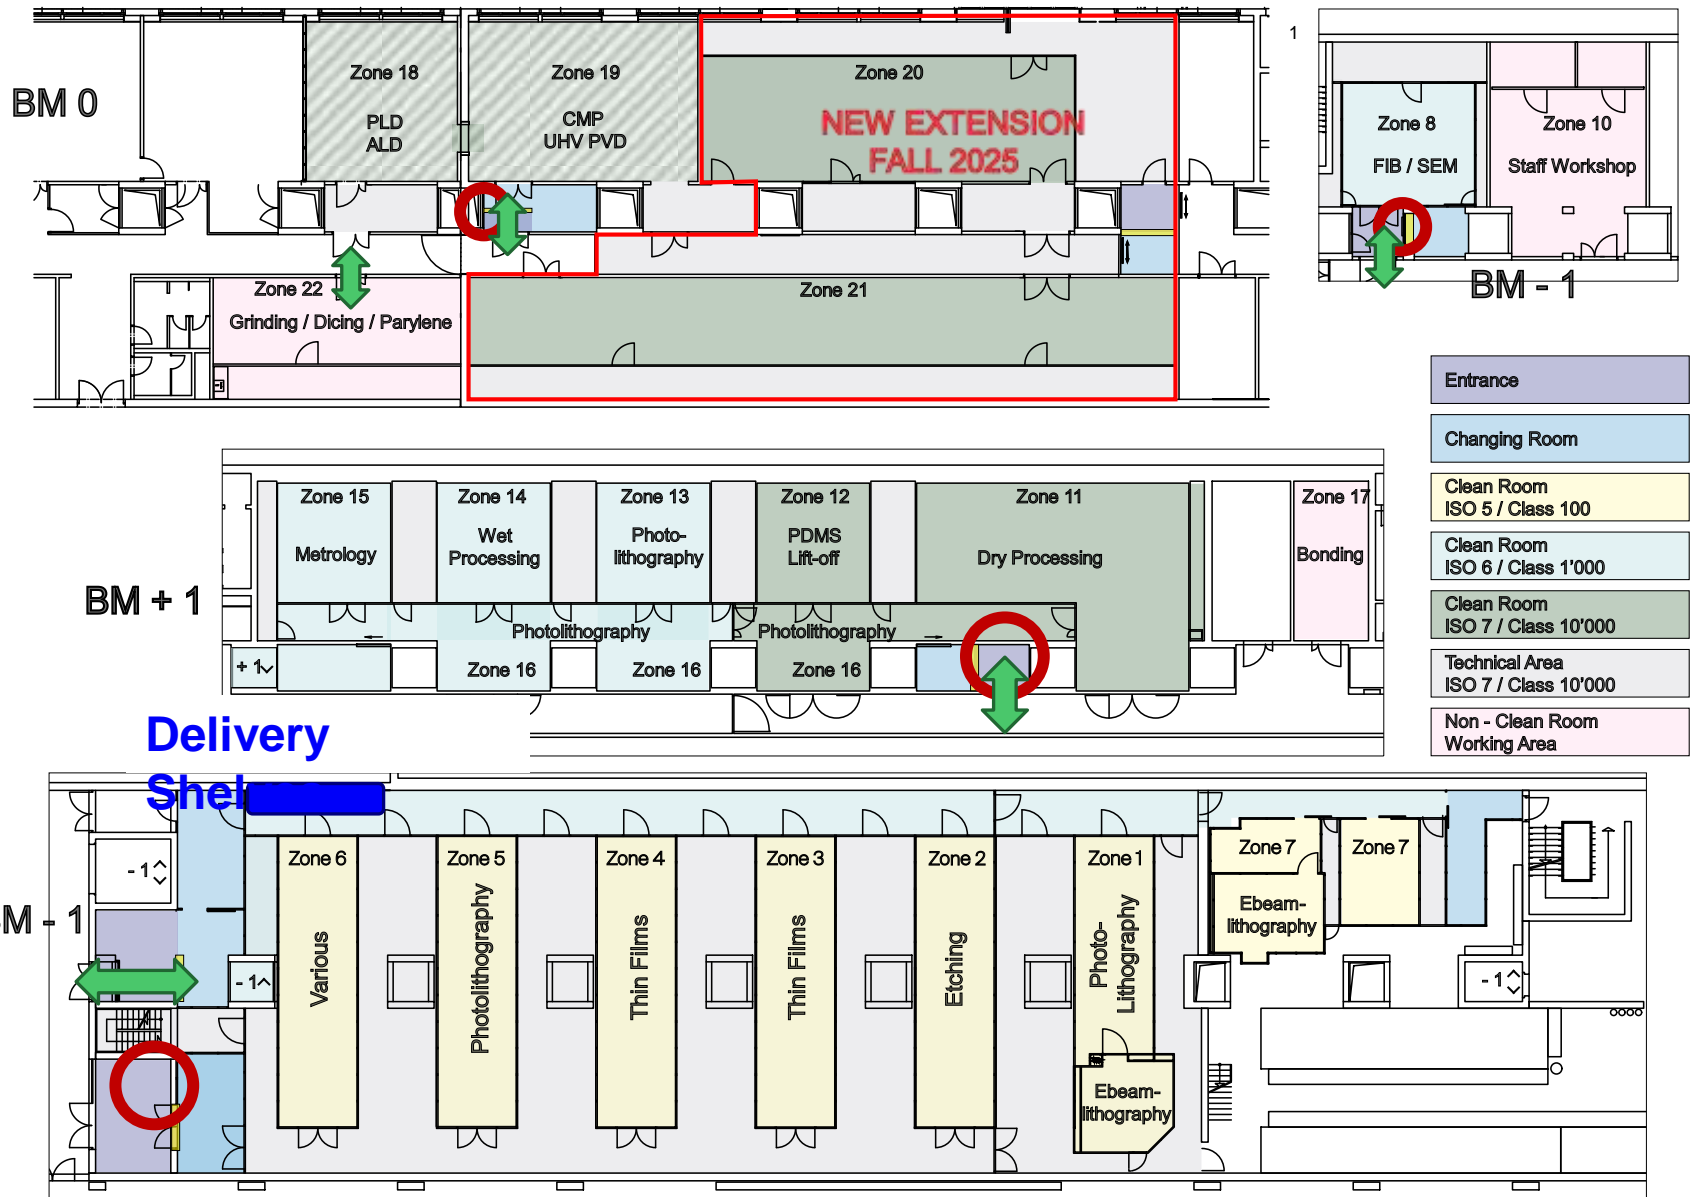 BM 0
Zone 18
PLD
ALD
Zone 19
CMP
UHV PVD
Zone 20
NEW EXTENSION
FALL 2025
1
Zone 8
FIB / SEM
Zone 10
Staff Workshop
BM - 1
Zone 22
Grinding / Dicing / Parylene
Zone 21
Entrance
Changing Room
Clean Room
ISO 5 / Class 100
Clean Room
ISO 6 / Class 1'000
Clean Room
ISO 7 / Class 10'000
Technical Area
ISO 7 / Class 10'000
Non - Clean Room
Working Area
BM + 1
Zone 15
Metrology
Zone 14
Wet
Processing
Zone 13
Photo-
lithography
Zone 12
PDMS
Lift-off
Zone 11
Dry Processing
Zone 17
Bonding
Photolithography
Photolithography
+ 1
Zone 16
Zone 16
Zone 16
Delivery
- 1
Zone 6
Various
Zone 5
Photolithography
Zone 4
Thin Films
Zone 3
Thin Films
Zone 2
Etching
Zone 1
Photo-
Lithography
Ebeam-
lithography
Zone 7
Zone 7
Ebeam-
lithography
- 1
- 1
- 1